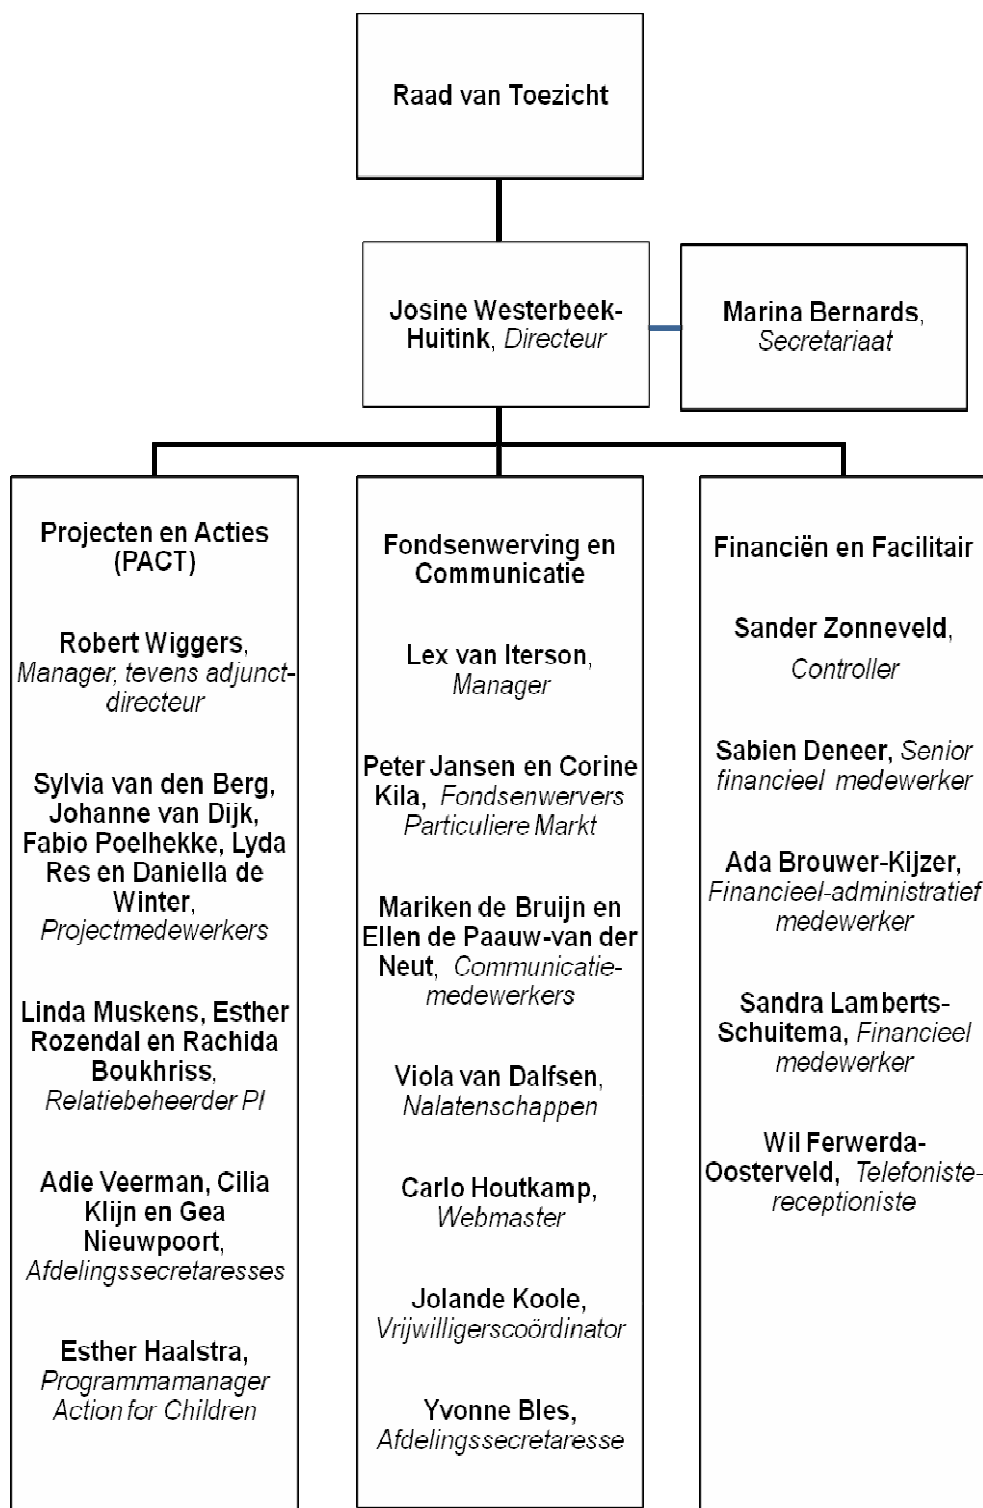 Raad van Toezicht
Josine Westerbeek-
Huitink, Directeur
Marina Bernards,
Secretariaat
Projecten en Acties
(PACT)
Robert Wiggers,
Manager, tevens adjunct-
directeur
Sylvia van den Berg,
Johanne van Dijk,
Fabio Poelhekke, Lyda
Res en Daniella de
Winter,
Projectmedewerkers
Linda Muskens, Esther
Rozendal en Rachida
Boukhriss,
Relatiebeheerder PI
Adie Veerman, Cilia
Klijn en Gea
Nieuwpoort,
Afdelingssecretaresses
Esther Haalstra,
Programmamanager
Action for Children
Fondsenwerving en
Communicatie
Lex van Iterson,
Manager
Peter Jansen en Corine
Kila, Fondsenwervers
Particuliere Markt
Mariken de Bruijn en
Ellen de Paauw-van der
Neut, Communicatie-
medewerkers
Viola van Dalfsen,
Nalatenschappen
Carlo Houtkamp,
Webmaster
Jolande Koole,
Vrijwilligerscoördinator
Yvonne Bles,
Afdelingssecretaresse
Financiën en Facilitair
Sander Zonneveld,
Controller
Sabien Deneer, Senior
financieel medewerker
Ada Brouwer-Kijzer,
Financieel-administratief
medewerker
Sandra Lamberts-
Schuitema, Financieel
medewerker
Wil Ferwerda-
Oosterveld, Telefoniste-
receptioniste